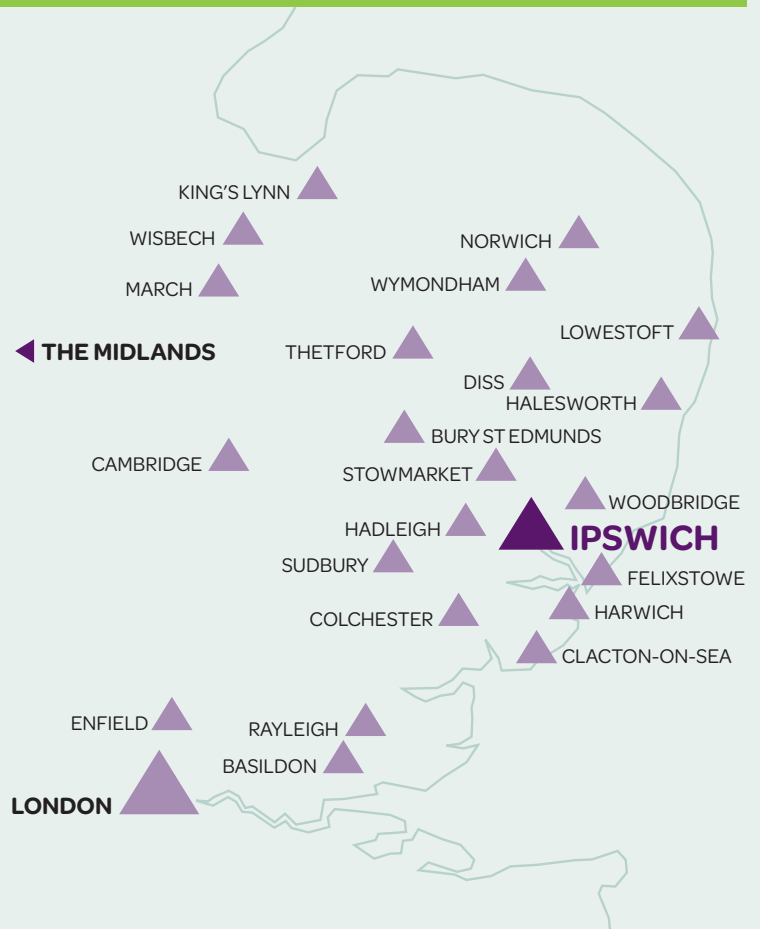 KING'S LYNN
WISBECH
NORWICH
MARCH
WYMONDHAM
LOWESTOFT
THE MIDLANDS
THETFORD
DISS
HALESWORTH
BURY ST EDMUNDS
CAMBRIDGE
STOWMARKET
WOODBRIDGE
HADLEIGH
IPSWICH
SUDBURY
FELIXSTOWE
HARWICH
COLCHESTER
CLACTON-ON-SEA
ENFIELD
RAYLEIGH
BASILDON
LONDON